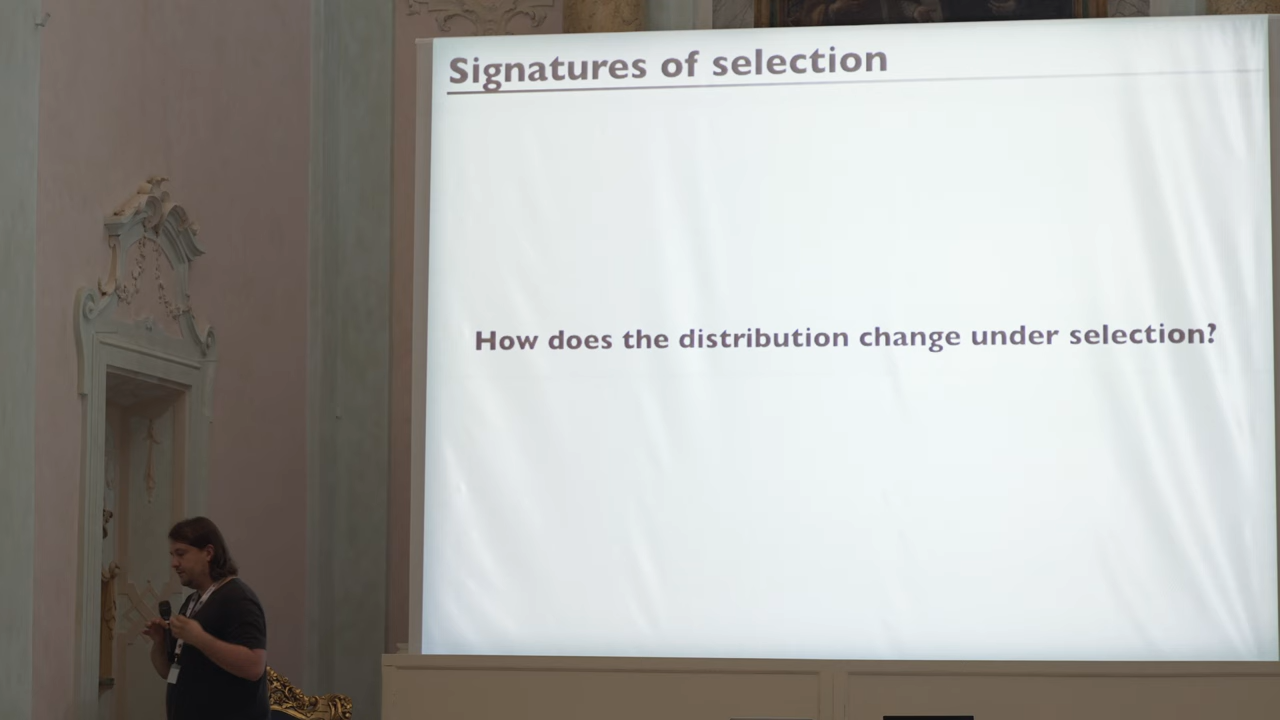 Signatures of selection
How does the distribution change under selection?